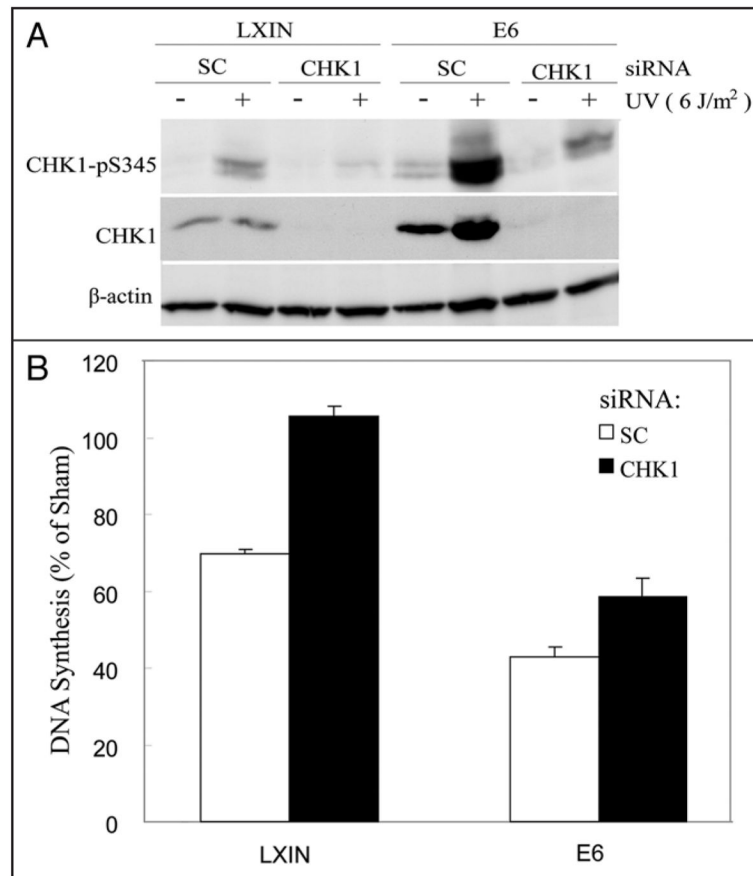 A
LXIN E6
SC CHK1 SC CHK1 siRNA
- + - + - + - + UV ( 6 J/m²)
CHK1-pS345
CHK1
β-actin
B
120
100
80
60
40
20
0
DNA Synthesis (% of Sham)
siRNA:
SC
CHK1
LXIN E6